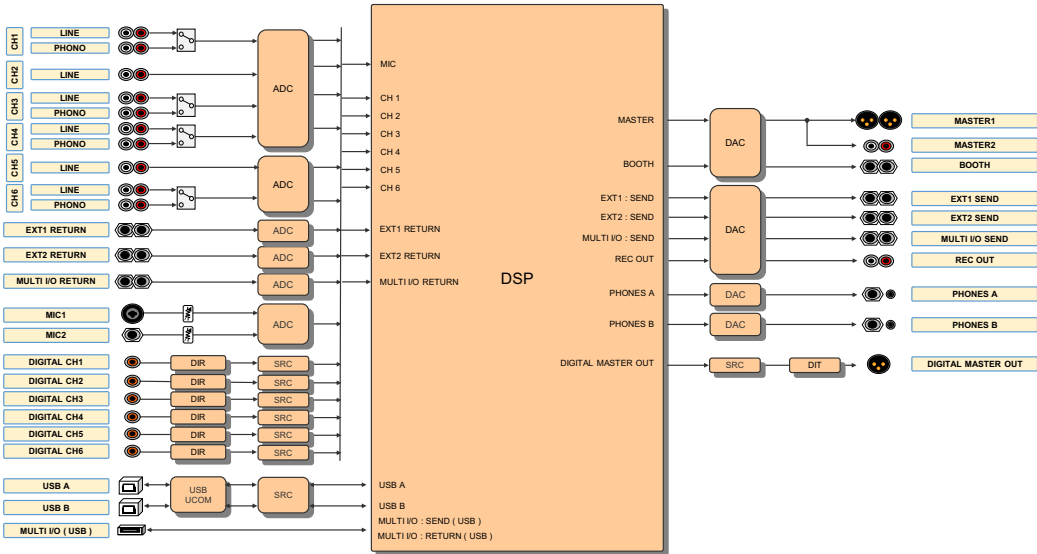 CH1
LINE
PHONO
CH2
LINE
CH3
LINE
PHONO
CH4
LINE
PHONO
CH5
LINE
CH6
LINE
PHONO
EXT1 RETURN
EXT2 RETURN
MULTI I/O RETURN
MIC1
MIC2
DIGITAL CH1
DIGITAL CH2
DIGITAL CH3
DIGITAL CH4
DIGITAL CH5
DIGITAL CH6
USB A
USB B
MULTI I/O ( USB )
DIR
DIR
DIR
DIR
DIR
DIR
USB
UCOM
ADC
ADC
ADC
ADC
ADC
ADC
SRC
SRC
SRC
SRC
SRC
SRC
SRC
MIC
CH 1
CH 2
CH 3
CH 4
CH 5
CH 6
EXT1 RETURN
EXT2 RETURN
MULTI I/O RETURN
USB A
USB B
MULTI I/O : SEND ( USB )
MULTI I/O : RETURN ( USB )
DSP
MASTER
BOOTH
EXT1 : SEND
EXT2 : SEND
MULTI I/O : SEND
REC OUT
PHONES A
PHONES B
DIGITAL MASTER OUT
DAC
DAC
DAC
DAC
SRC
DIT
MASTER1
MASTER2
BOOTH
EXT1 SEND
EXT2 SEND
MULTI I/O SEND
REC OUT
PHONES A
PHONES B
DIGITAL MASTER OUT